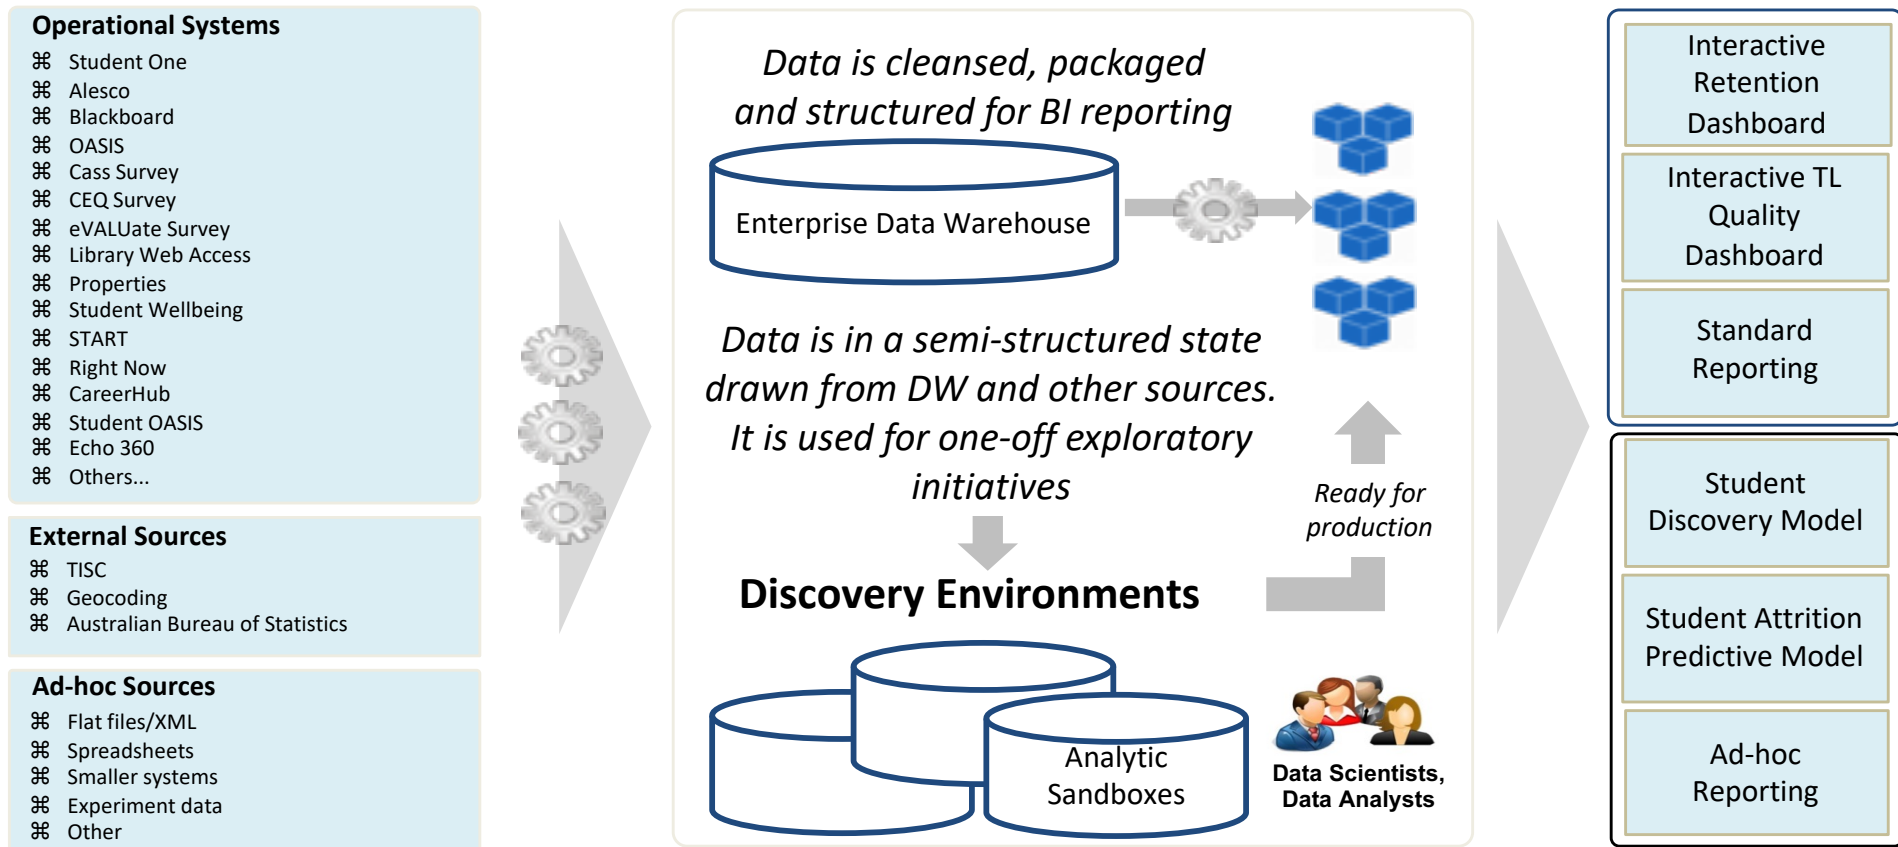 Operational Systems
⌘ Student One
⌘ Alesco
⌘ Blackboard
⌘ OASIS
⌘ Cass Survey
⌘ CEQ Survey
⌘ eVALUate Survey
⌘ Library Web Access
⌘ Properties
⌘ Student Wellbeing
⌘ START
⌘ Right Now
⌘ CareerHub
⌘ Student OASIS
⌘ Echo 360
⌘ Others...
External Sources
⌘ TISC
⌘ Geocoding
⌘ Australian Bureau of Statistics
Ad-hoc Sources
⌘ Flat files/XML
⌘ Spreadsheets
⌘ Smaller systems
⌘ Experiment data
⌘ Other
Data is cleansed, packaged
and structured for BI reporting
Enterprise Data Warehouse
Data is in a semi-structured state
drawn from DW and other sources.
It is used for one-off exploratory
initiatives
Ready for
production
Discovery Environments
Analytic
Sandboxes
Data Scientists,
Data Analysts
Interactive
Retention
Dashboard
Interactive TL
Quality
Dashboard
Standard
Reporting
Student
Discovery Model
Student Attrition
Predictive Model
Ad-hoc
Reporting